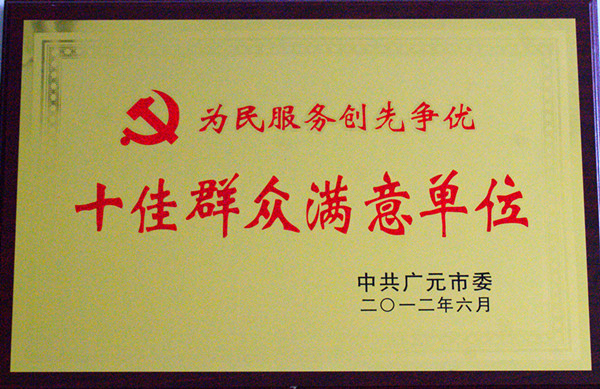 为民服务创先争优
十佳群众满意单位
中共广元市委
二〇一二年六月